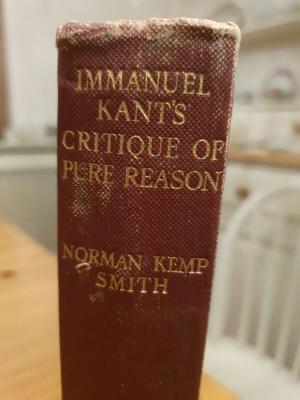 IMMANUEL
KANT'S
CRITIQUE OF
PURE REASON
NORMAN KEMP
SMITH